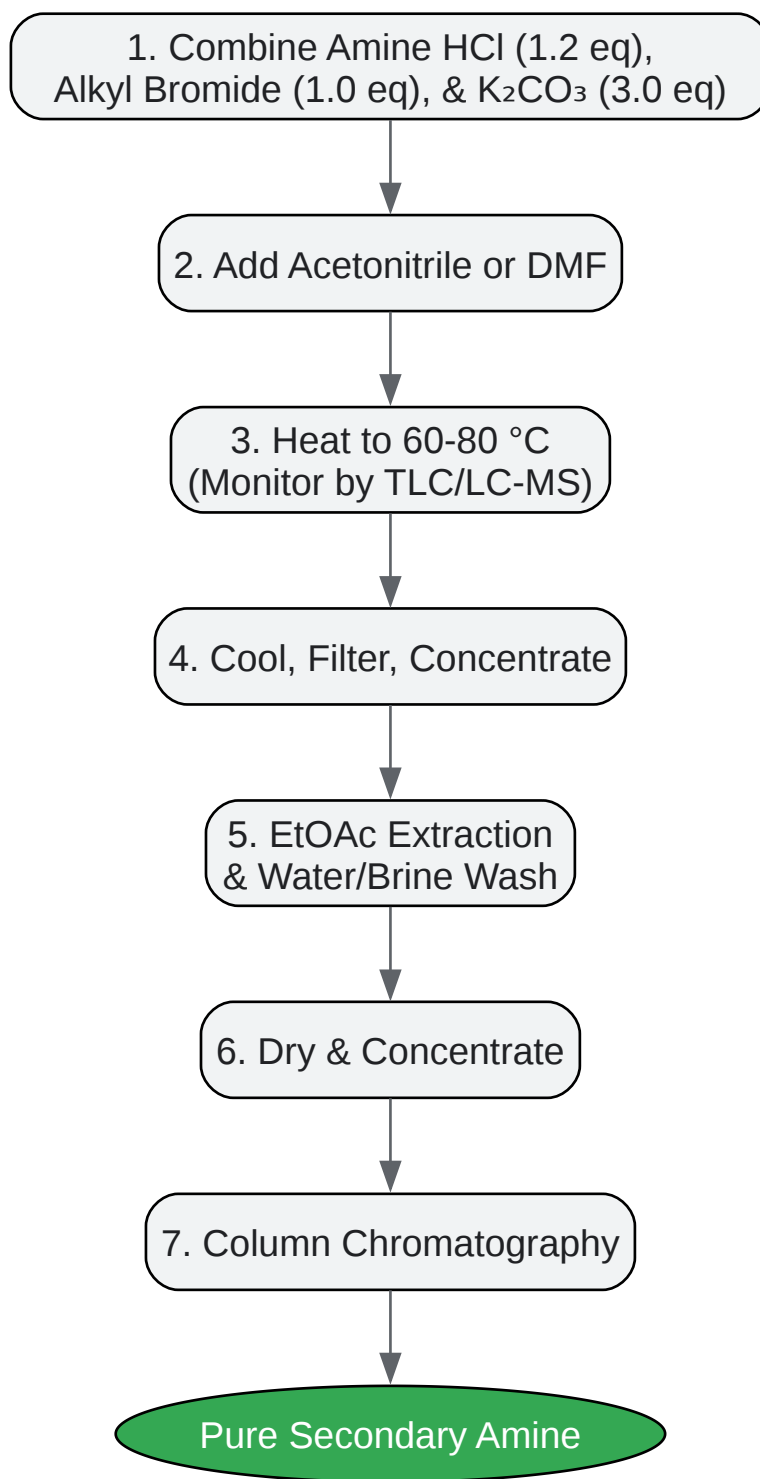 1. Combine Amine HCl (1.2 eq),
Alkyl Bromide (1.0 eq), & K₂CO₃ (3.0 eq)
2. Add Acetonitrile or DMF
3. Heat to 60-80 °C
(Monitor by TLC/LC-MS)
4. Cool, Filter, Concentrate
5. EtOAc Extraction
& Water/Brine Wash
6. Dry & Concentrate
7. Column Chromatography
Pure Secondary Amine